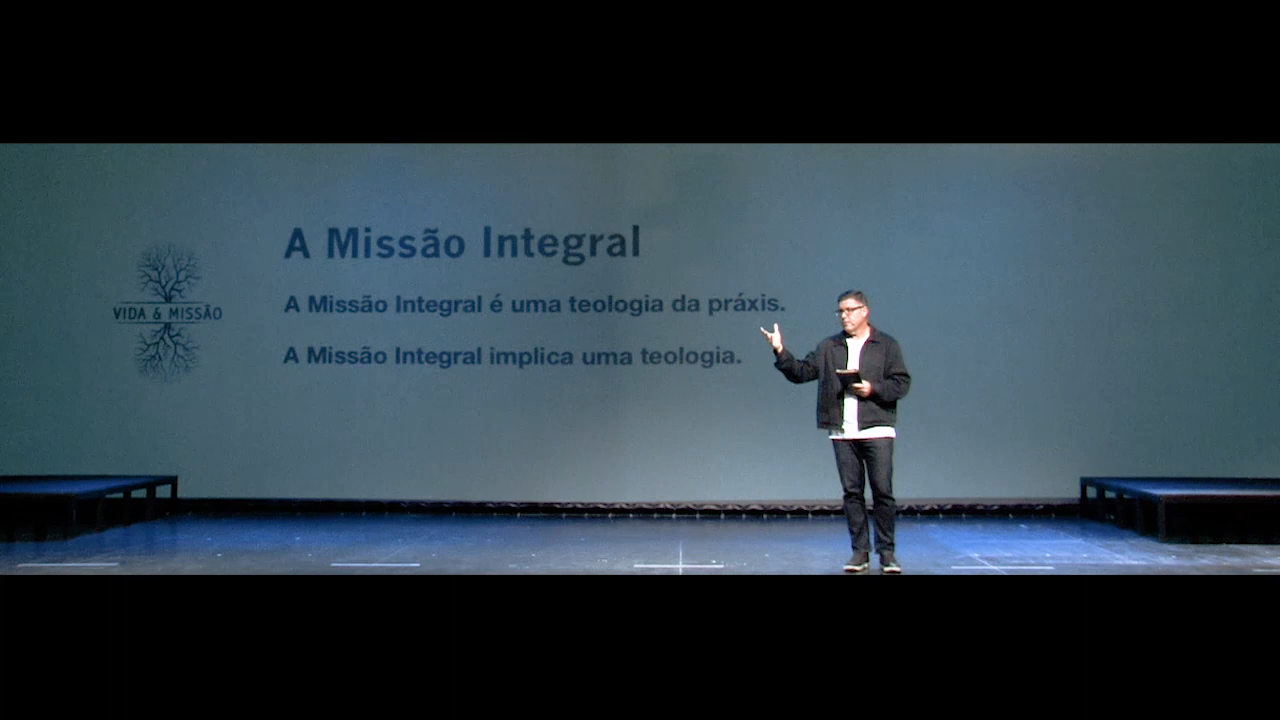 A Missão Integral
VIDA & MISSÃO
A Missão Integral é uma teologia da práxis.
A Missão Integral implica uma teologia.